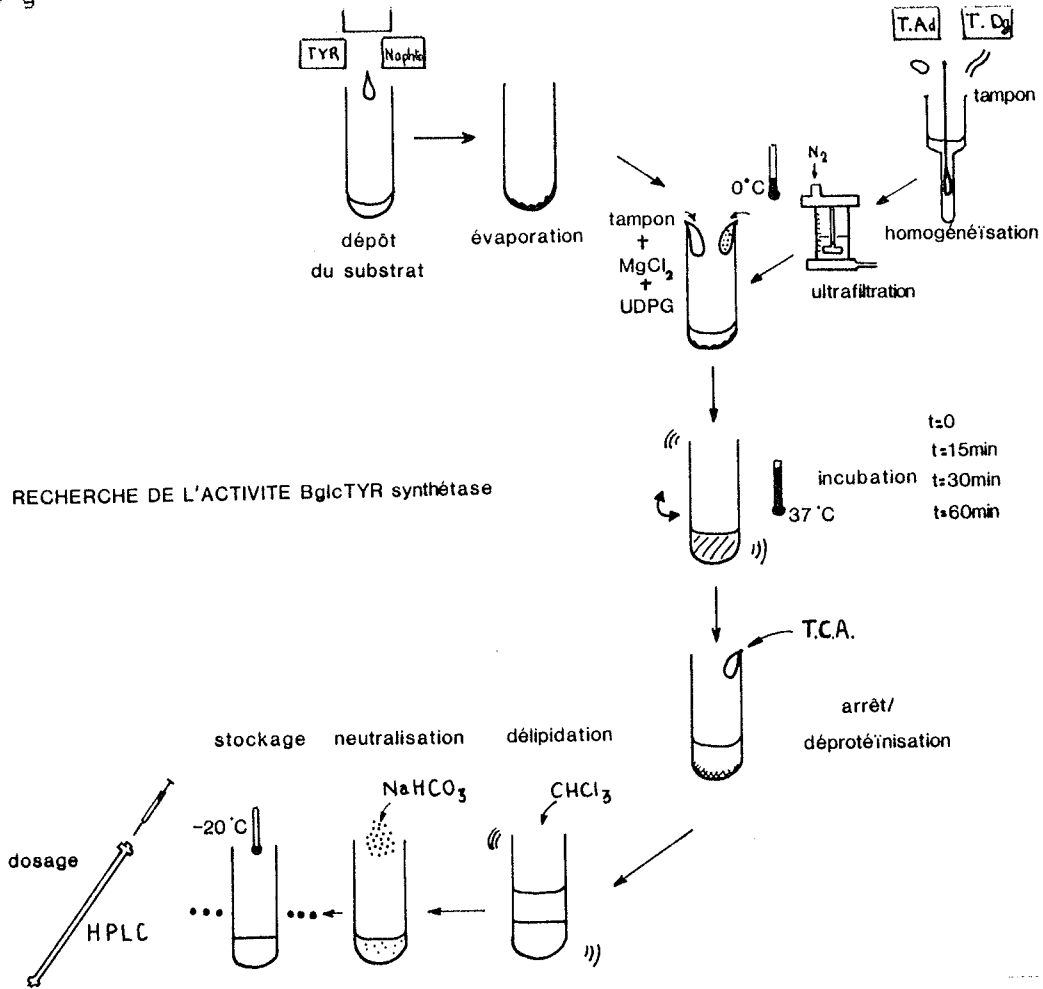 TYR
Naphtol
T.Ad
T.Dg
tampon
N₂
0°C
dépôt
du substrat
évaporation
tampon
+
MgCl₂
+
UDPG
homogénéïsation
ultrafiltration
RECHERCHE DE L'ACTIVITE BglcTYR synthétase
incubation
37°C
t=0
t=15min
t=30min
t=60min
T.C.A.
arrêt/
déprotéïnisation
stockage
neutralisation
délipidation
NaHCO₃
CHCl₃
-20°C
dosage
HPLC